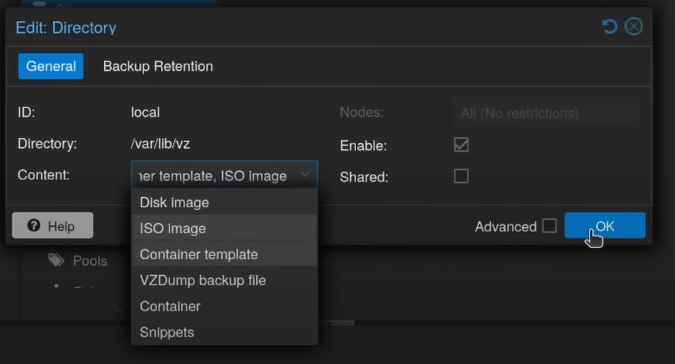 Edit: Directory
General Backup Retention
ID: local Nodes: All (No restrictions)
Directory: /var/lib/vz Enable:
Content: ner template, ISO image Shared:
Disk image
ISO image
Help Advanced OK
Container template
Pools
VZDump backup file
Container
Snippets